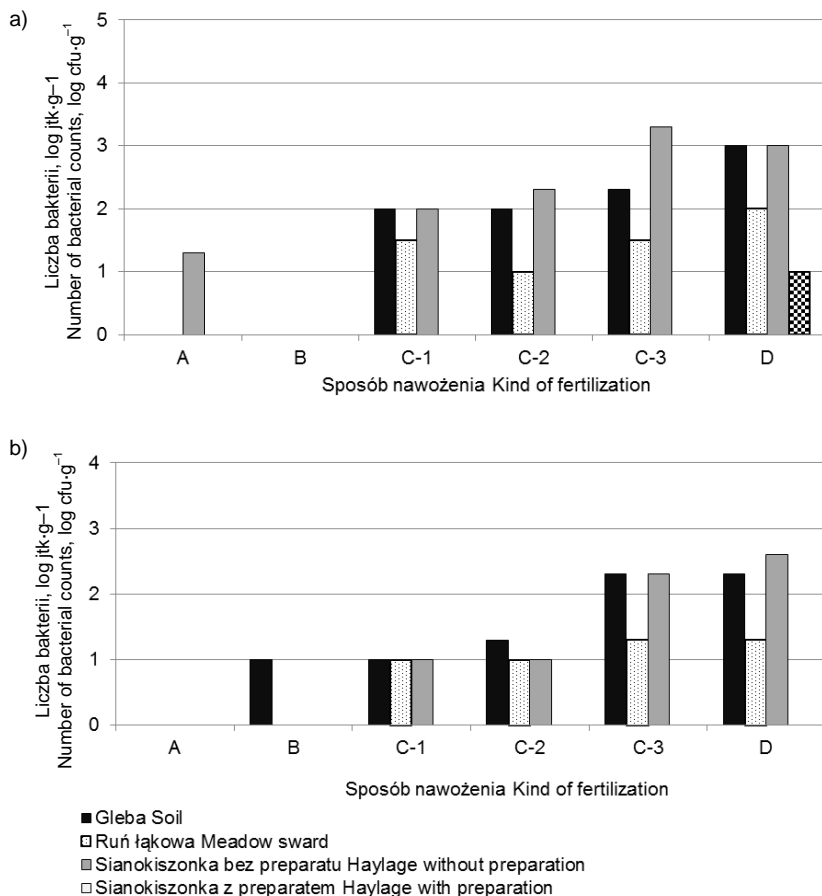 a)
Liczba bakterii, log jtk·g–1
Number of bacterial counts, log cfu·g⁻¹
5
4
3
2
1
0
A B C-1 C-2 C-3 D
Sposób nawożenia Kind of fertilization
b)
Liczba bakterii, log jtk·g–1
Number of bacterial counts, log cfu·g⁻¹
4
3
2
1
0
A B C-1 C-2 C-3 D
Sposób nawożenia Kind of fertilization
Gleba Soil
Ruń łąkowa Meadow sward
Sianokiszonka bez preparatu Haylage without preparation
Sianokiszonka z preparatem Haylage with preparation